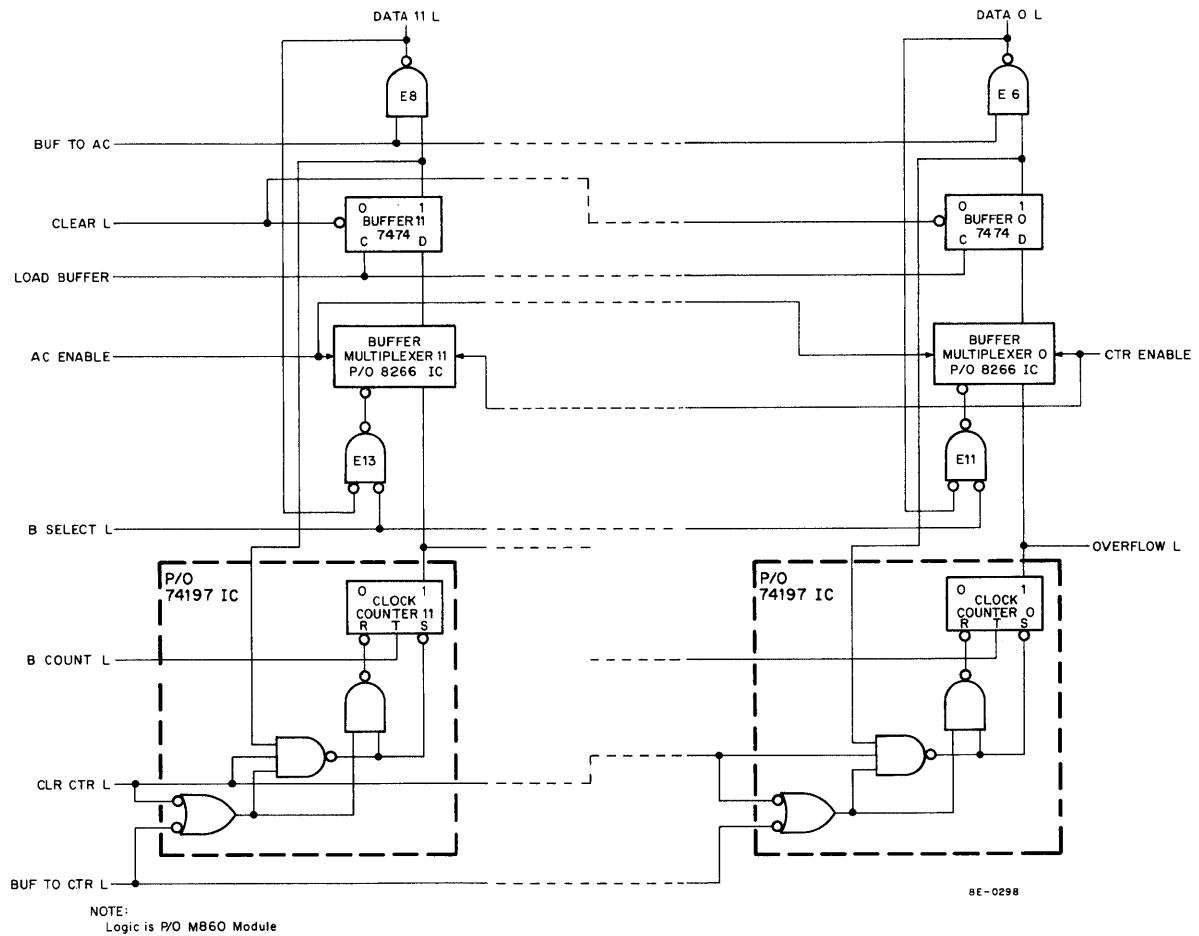 DATA 11 L
DATA 0 L
E8
E 6
BUF TO AC
0 1
BUFFER 11
7474
C D
0 1
BUFFER 0
7474
C D
CLEAR L
LOAD BUFFER
AC ENABLE
BUFFER
MULTIPLEXER 11
P/O 8266 IC
BUFFER
MULTIPLEXER 0
P/O 8266 IC
CTR ENABLE
E13
E11
B SELECT L
OVERFLOW L
P/O
74197 IC
0 1
CLOCK
COUNTER 11
R T S
P/O
74197 IC
0 1
CLOCK
COUNTER 0
R T S
B COUNT L
CLR CTR L
BUF TO CTR L
8E-0298
NOTE:
Logic is P/O M860 Module